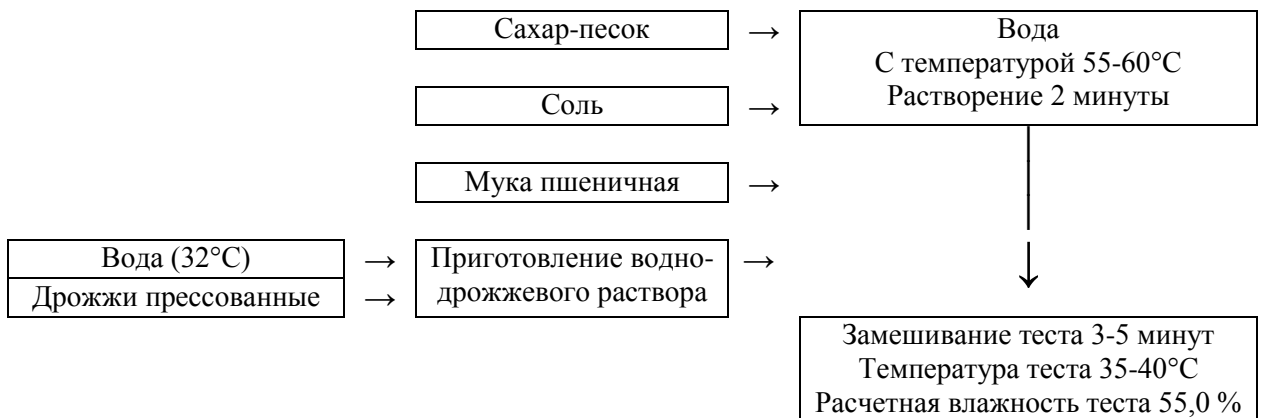 Сахар-песок → Вода
С температурой 55-60°С
Соль → Растворение 2 минуты
Мука пшеничная →
Вода (32°С) → Приготовление водно-
Дрожжи прессованные → дрожжевого раствора →
Замешивание теста 3-5 минут
Температура теста 35-40°С
Расчетная влажность теста 55,0 %